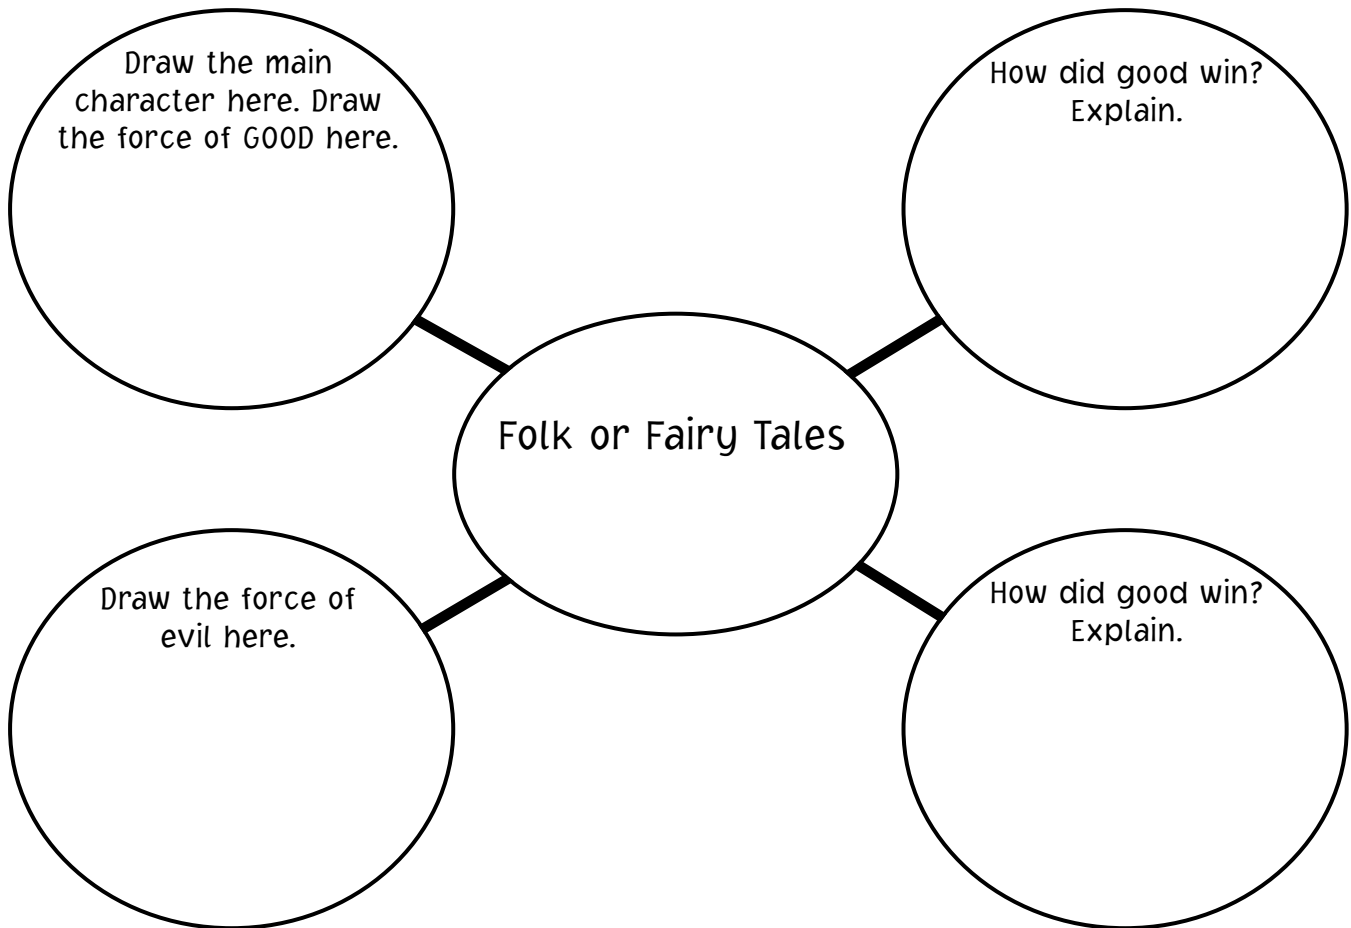 Draw the main
character here. Draw
the force of GOOD here.
How did good win?
Explain.
Folk or Fairy Tales
Draw the force of
evil here.
How did good win?
Explain.